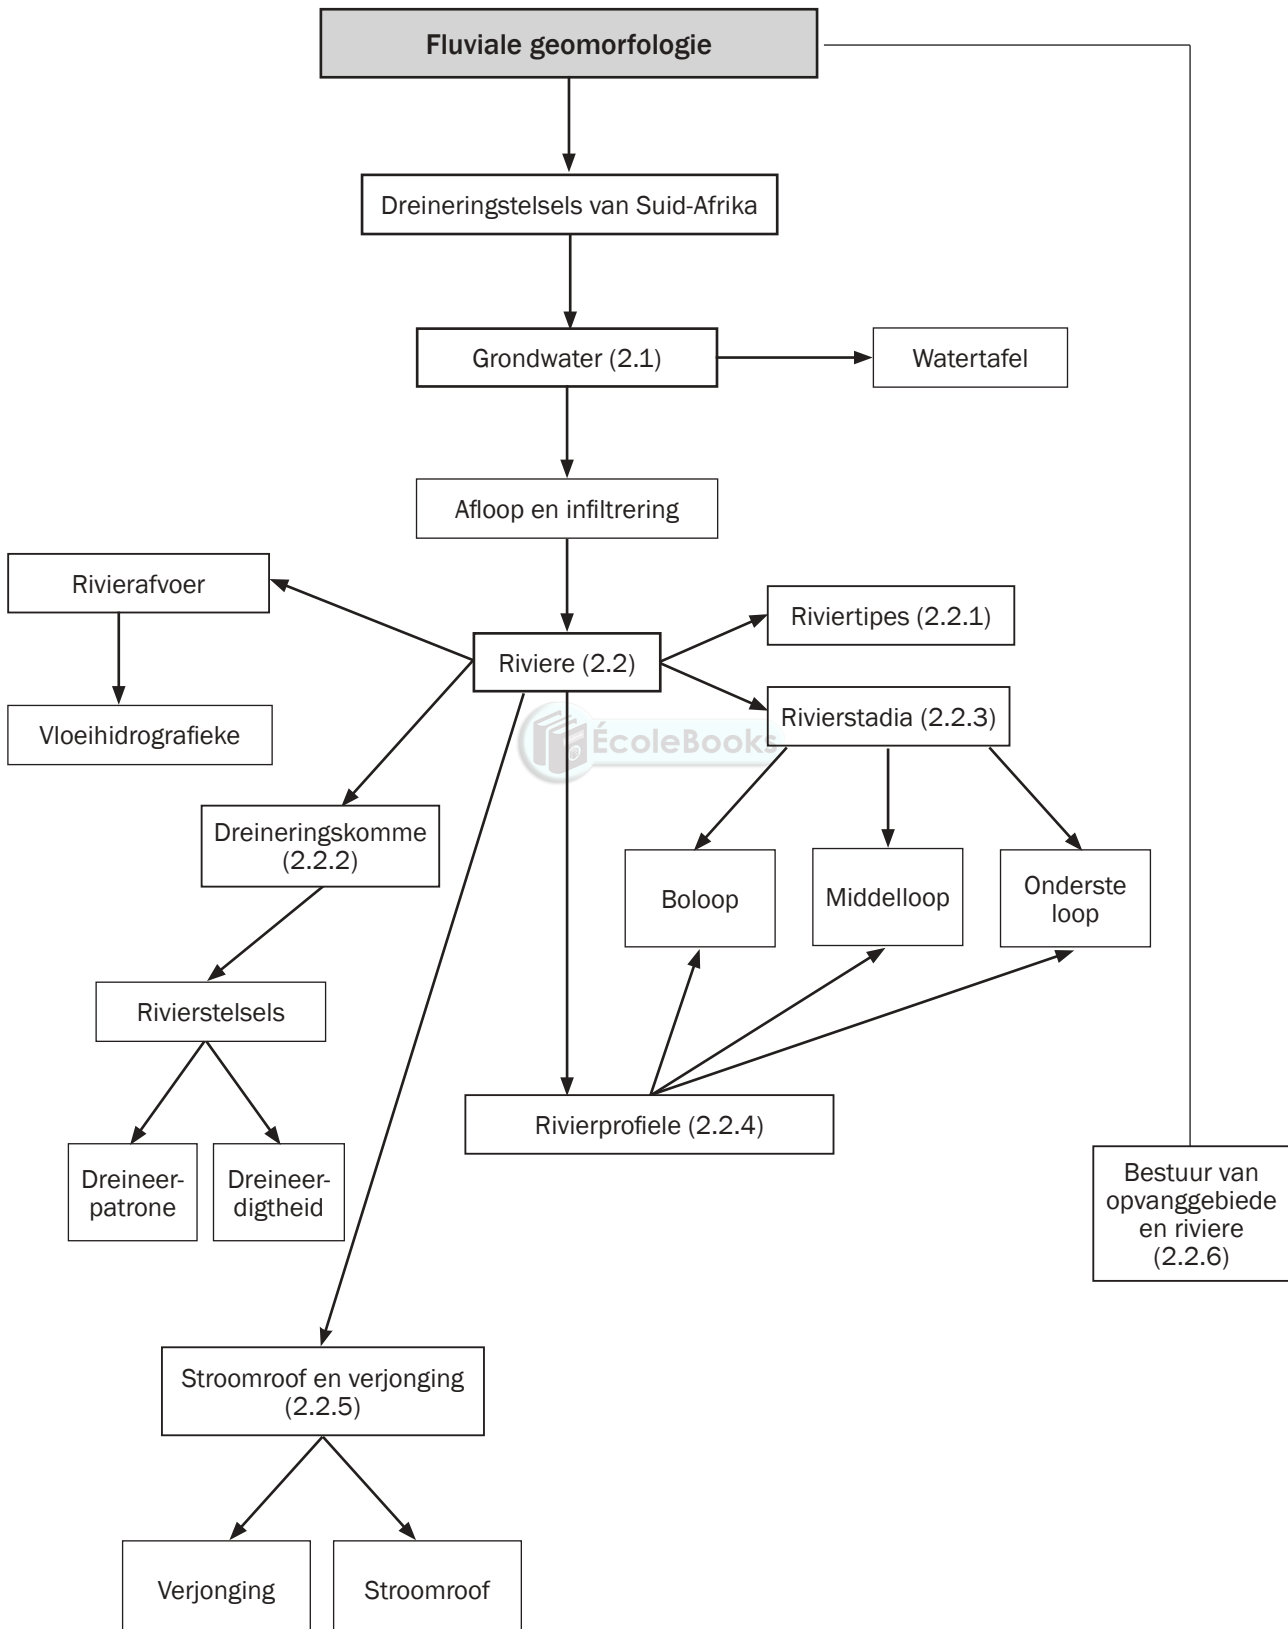 Fluviale geomorfologie
Dreineringstelsels van Suid-Afrika
Grondwater (2.1)
Watertafel
Afloop en infiltrering
Rivierafvoer
Riviertipes (2.2.1)
Riviere (2.2)
Rivierstadia (2.2.3)
Vloeihidrografieke
ÉcoleBooks
Dreineringskomme
(2.2.2)
Boloop
Middelloop
Onderste
loop
Rivierstelsels
Rivierprofiele (2.2.4)
Dreineer-
patrone
Dreineer-
digtheid
Bestuur van
opvanggebiede
en riviere
(2.2.6)
Stroomroof en verjonging
(2.2.5)
Verjonging
Stroomroof